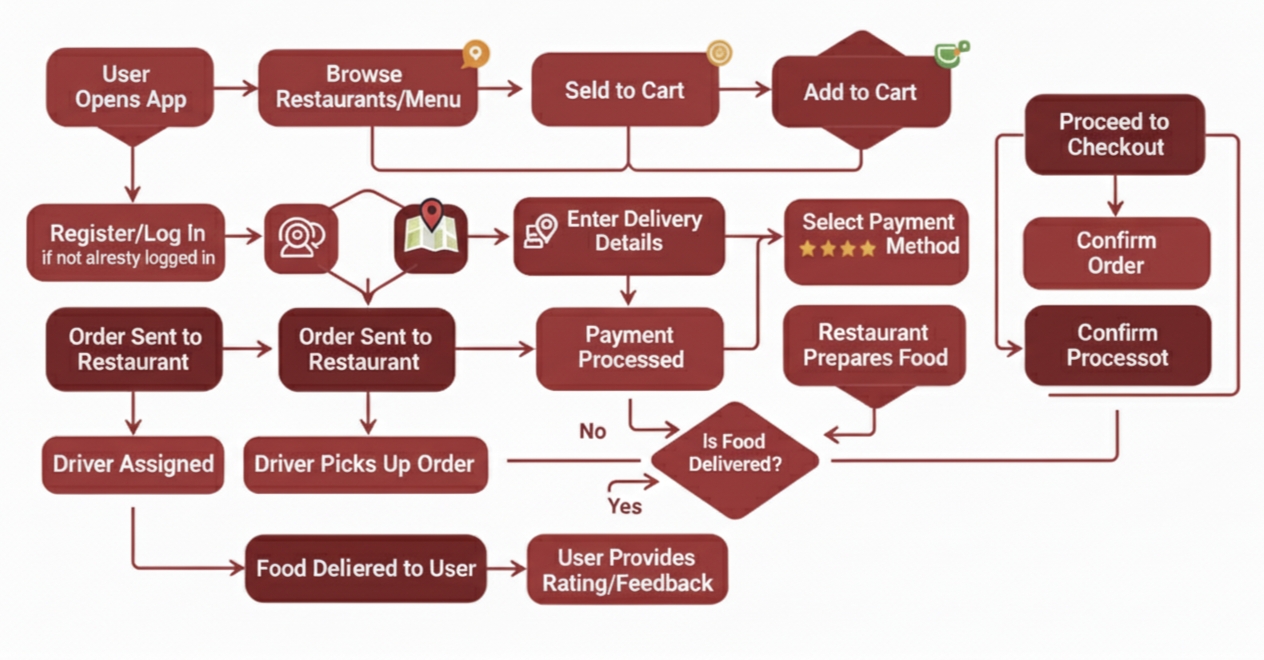 User
Opens App
Browse
Restaurants/Menu
Seld to Cart
Add to Cart
Proceed to
Checkout
Register/Log In
if not alresty logged in
Enter Delivery
Details
Select Payment
Method
Confirm
Order
Order Sent to
Restaurant
Order Sent to
Restaurant
Payment
Processed
Restaurant
Prepares Food
Confirm
Processot
No
Is Food
Delivered?
Driver Assigned
Driver Picks Up Order
Yes
Food Deliered to User
User Provides
Rating/Feedback